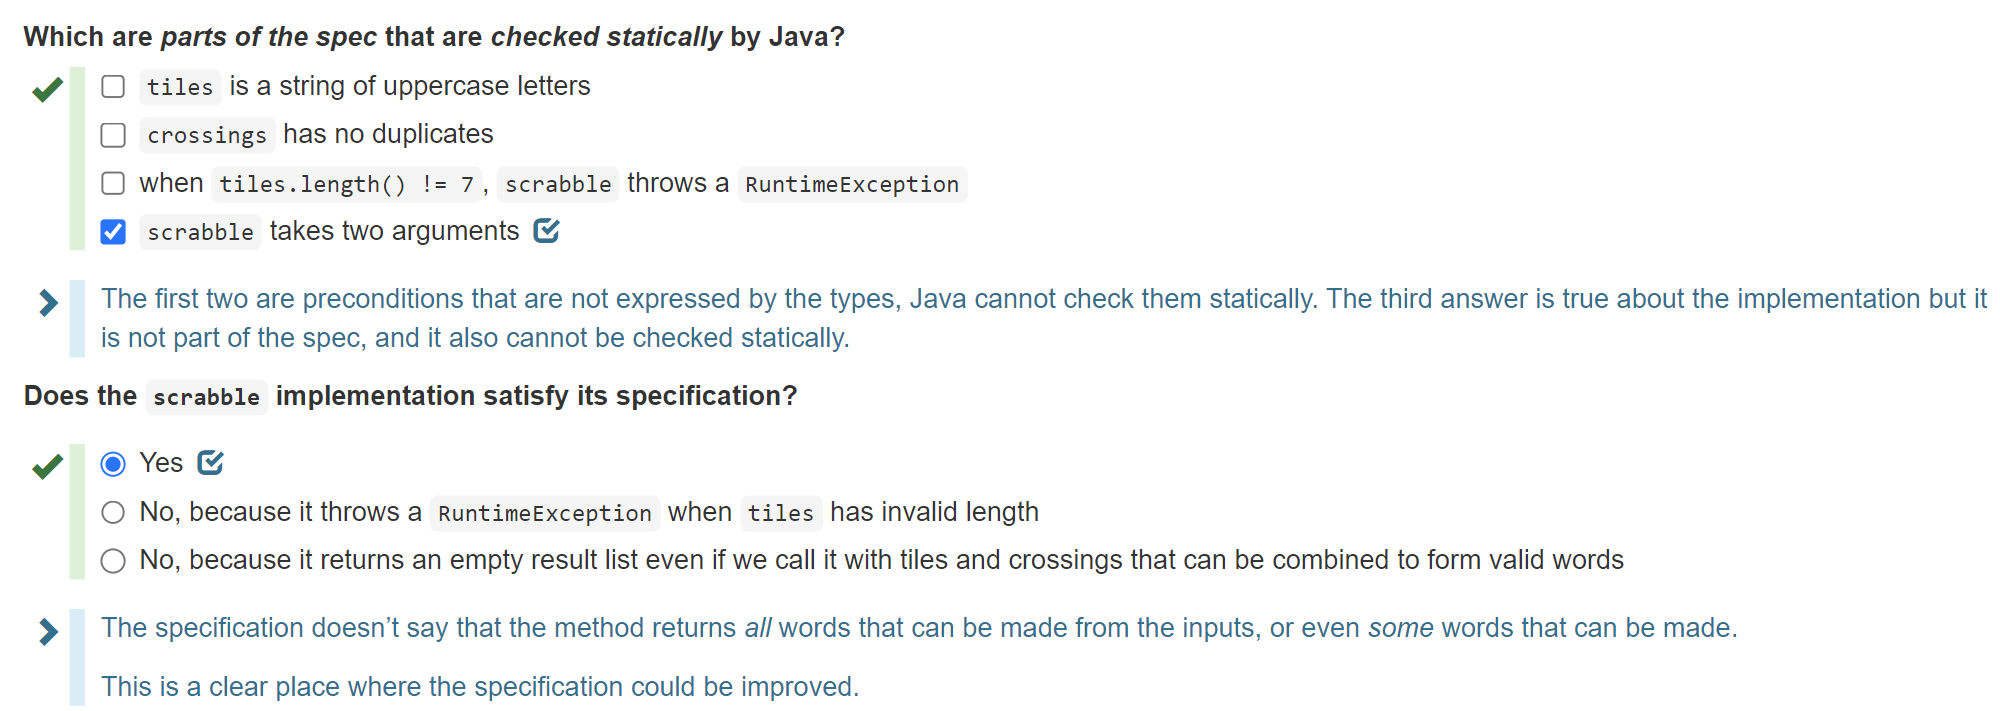 Which are parts of the spec that are checked statically by Java?
tiles is a string of uppercase letters
crossings has no duplicates
when tiles.length() != 7, scrabble throws a RuntimeException
scrabble takes two arguments
The first two are preconditions that are not expressed by the types, Java cannot check them statically. The third answer is true about the implementation but it
is not part of the spec, and it also cannot be checked statically.
Does the scrabble implementation satisfy its specification?
Yes
No, because it throws a RuntimeException when tiles has invalid length
No, because it returns an empty result list even if we call it with tiles and crossings that can be combined to form valid words
The specification doesn’t say that the method returns all words that can be made from the inputs, or even some words that can be made.
This is a clear place where the specification could be improved.